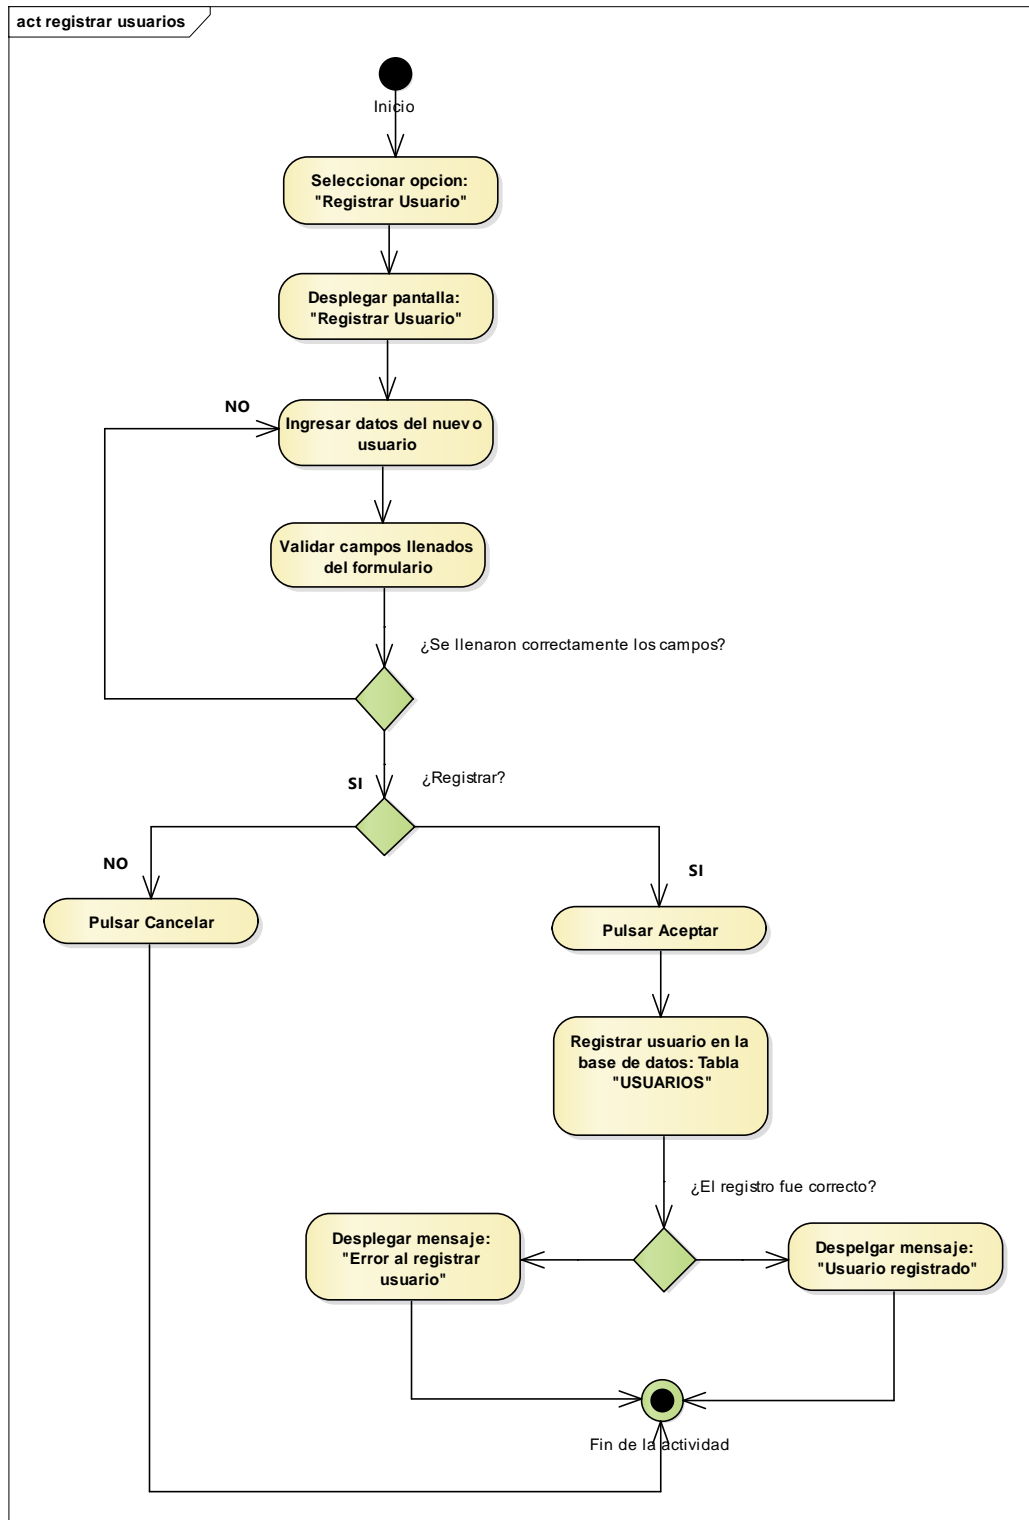 act registrar usuarios
Inicio
Seleccionar opcion:
"Registrar Usuario"
Desplegar pantalla:
"Registrar Usuario"
NO
Ingresar datos del nuevo
usuario
Validar campos llenados
del formulario
¿Se llenaron correctamente los campos?
SI
¿Registrar?
NO
SI
Pulsar Cancelar
Pulsar Aceptar
Registrar usuario en la
base de datos: Tabla
"USUARIOS"
¿El registro fue correcto?
Desplegar mensaje:
"Error al registrar
usuario"
Despelgar mensaje:
"Usuario registrado"
Fin de la actividad